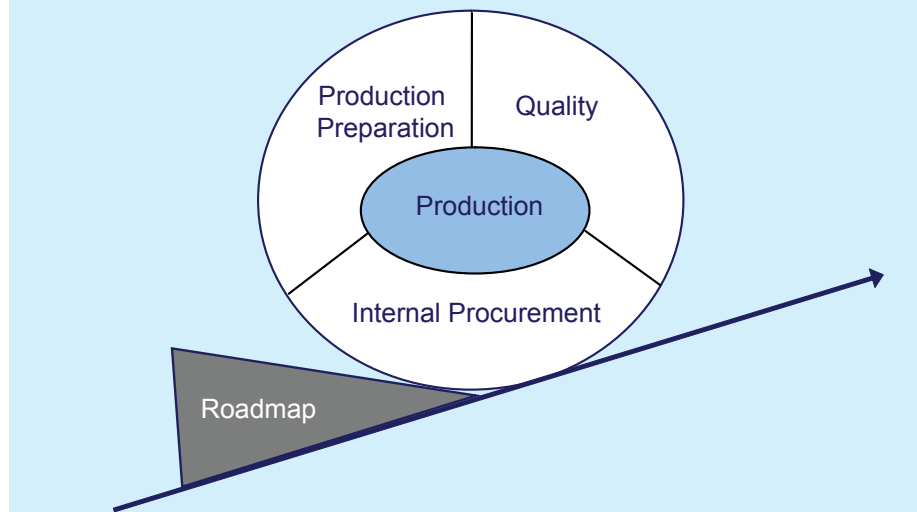 Production
Preparation
Quality
Production
Internal Procurement
Roadmap